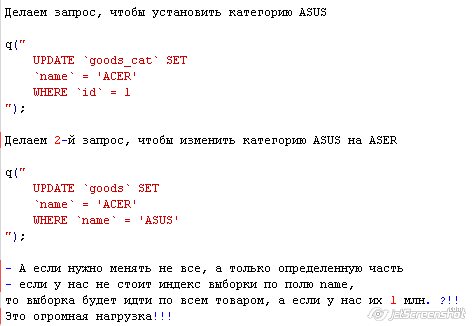 Делаем запрос, чтобы установить категорию ASUS
q("
UPDATE `goods_cat` SET
`name` = 'ACER'
WHERE `id` = 1
");
Делаем 2-й запрос, чтобы изменить категорию ASUS на ASER
q("
UPDATE `goods` SET
`name` = 'ACER'
WHERE `name` = 'ASUS'
");
- А если нужно менять не все, а только определенную часть
- если у нас не стоит индекс выборки по полю name,
то выборка будет идти по всем товаром, а если у нас их 1 млн. ?!!
Это огромная нагрузка!!!
jetScreenshot